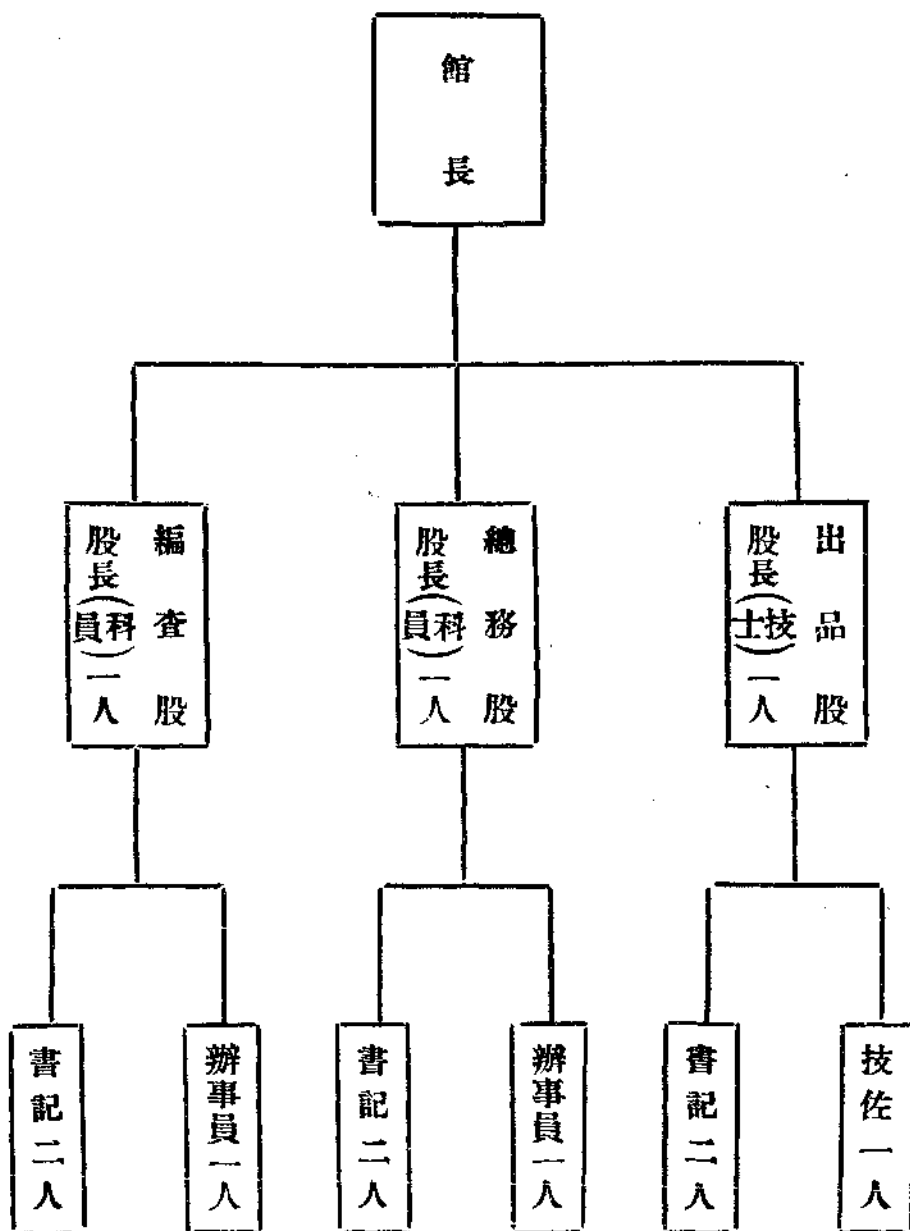 館長
出品股
股長(技士)一人
總務股
股長(科員)一人
編查股
股長(科員)一人
技佐一人
書記二人
辦事員一人
書記二人
辦事員一人
書記二人